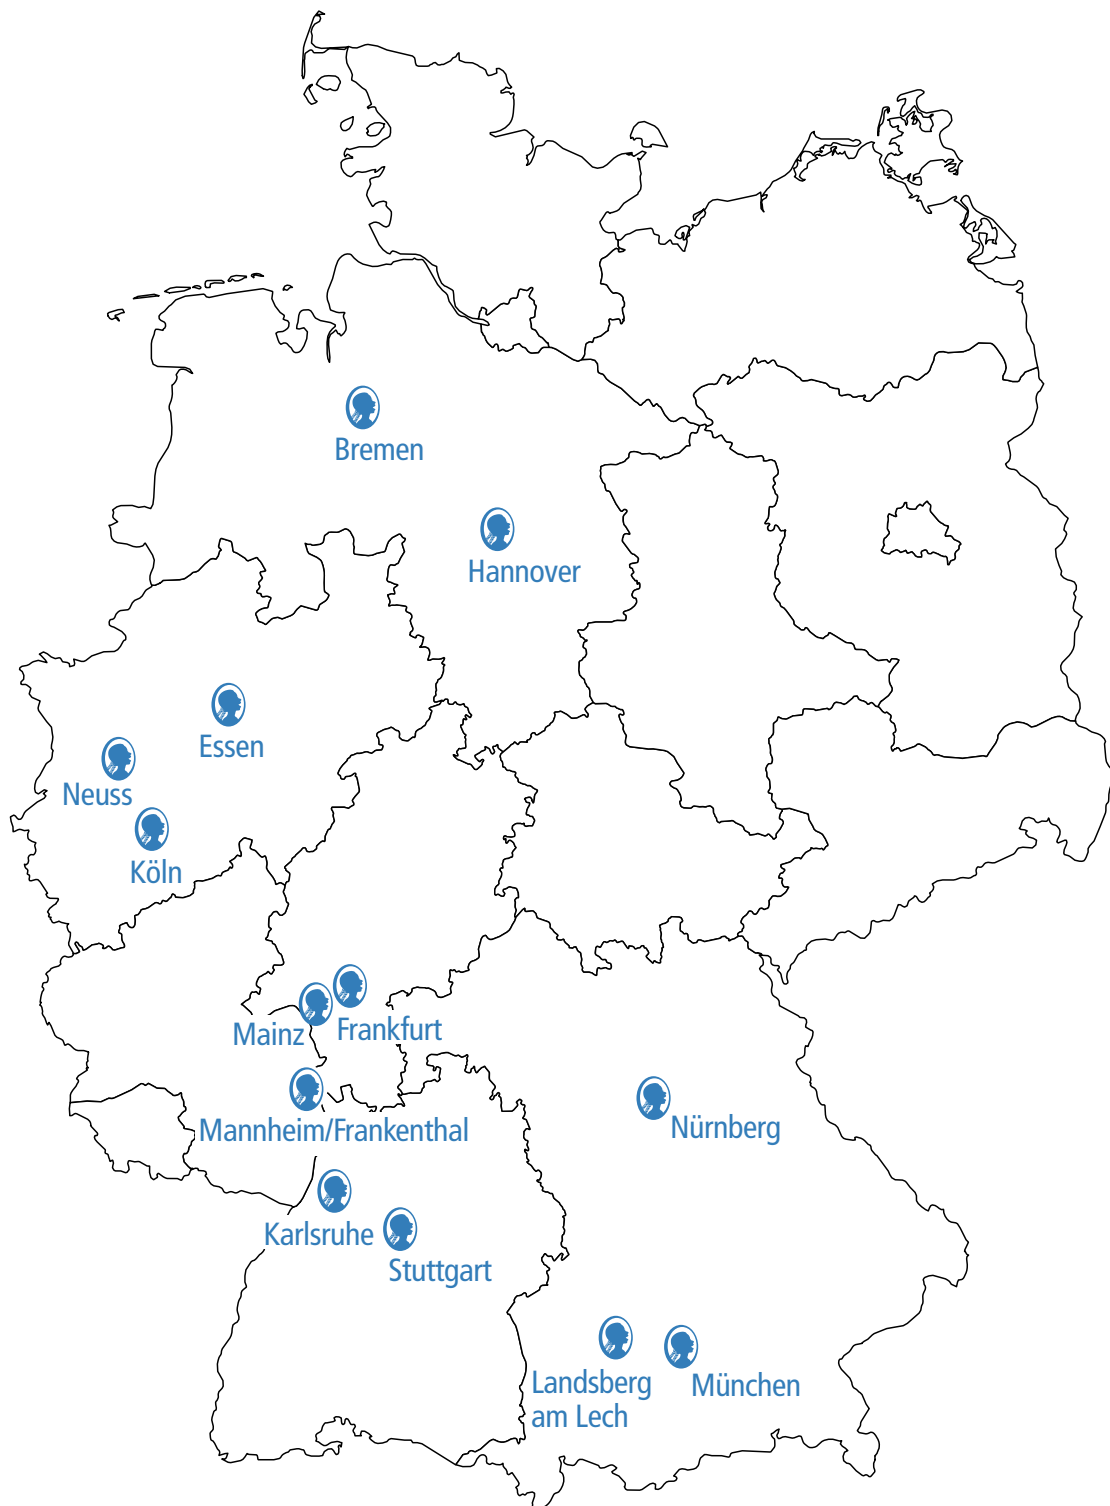 Bremen
Hannover
Essen
Neuss
Köln
Mainz
Frankfurt
Mannheim/Frankenthal
Nürnberg
Karlsruhe
Stuttgart
Landsberg
am Lech
München